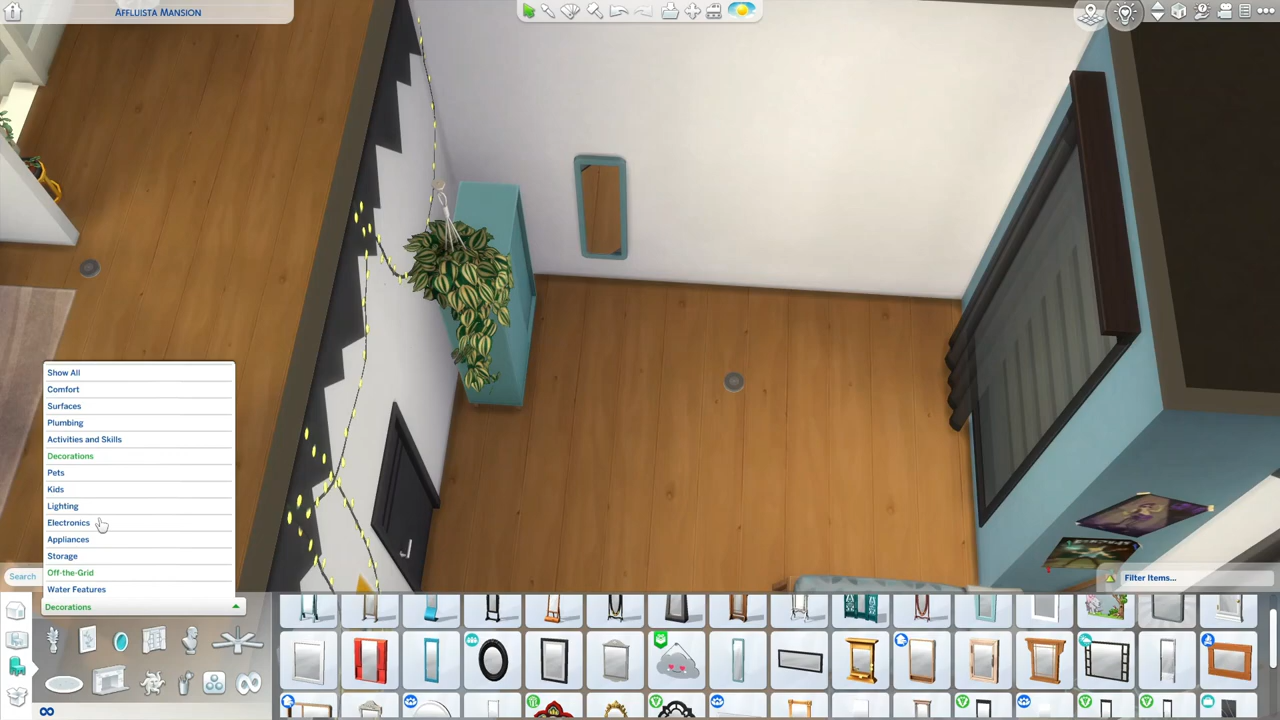 AFFLUISTA MANSION
Show All
Comfort
Surfaces
Plumbing
Activities and Skills
Decorations
Pets
Kids
Lighting
Electronics
Appliances
Storage
Off-the-Grid
Water Features
Search
Decorations
Filter Items...